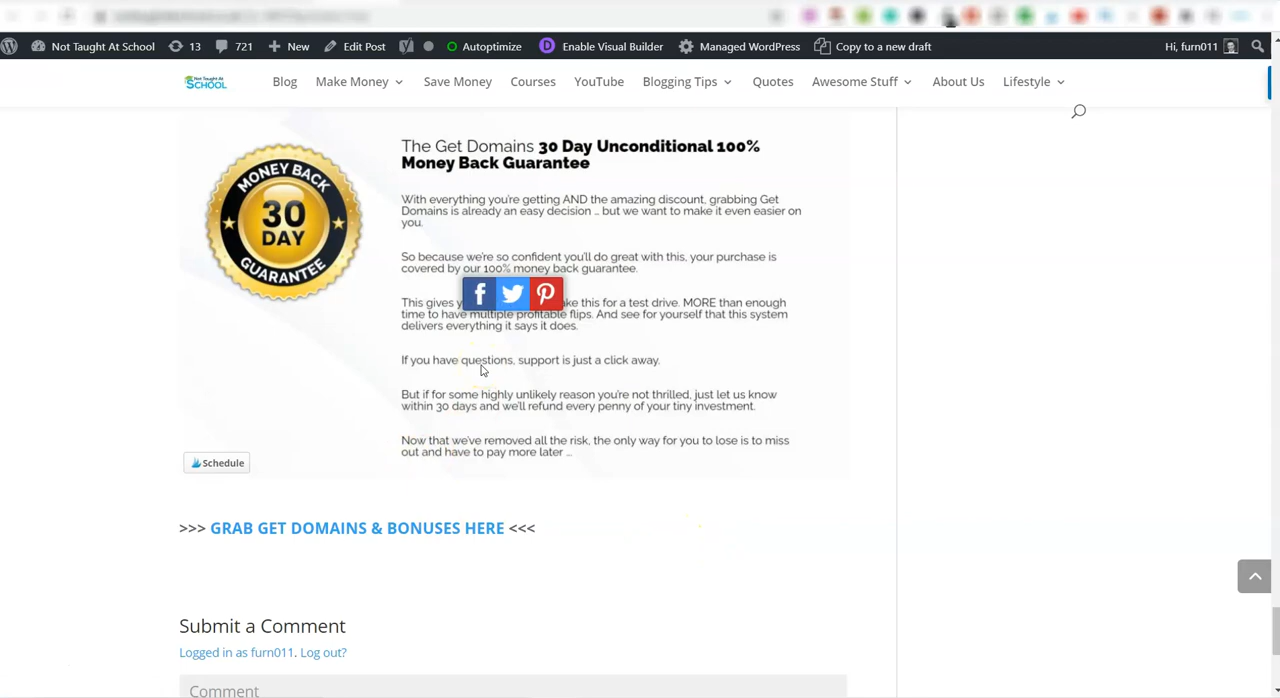 Not Taught At School 13 721 New Edit Post Autoptimize Enable Visual Builder Managed WordPress Copy to a new draft Hi, furn011
Not Taught At
SCHOOL
Blog Make Money Save Money Courses YouTube Blogging Tips Quotes Awesome Stuff About Us Lifestyle
The Get Domains 30 Day Unconditional 100%
Money Back Guarantee
MONEY BACK
30
DAY
GUARANTEE
With everything you're getting AND the amazing discount, grabbing Get
Domains is already an easy decision … but we want to make it even easier on
you.
So because we're so confident you'll do great with this, your purchase is
covered by our 100% money back guarantee.
This gives y ake this for a test drive. MORE than enough
time to have multiple profitable flips. And see for yourself that this system
delivers everything it says it does.
If you have questions, support is just a click away.
But if for some highly unlikely reason you're not thrilled, just let us know
within 30 days and we'll refund every penny of your tiny investment.
Now that we've removed all the risk, the only way for you to lose is to miss
out and have to pay more later …
Schedule
>>> GRAB GET DOMAINS & BONUSES HERE <<<
Submit a Comment
Logged in as furn011. Log out?
Comment